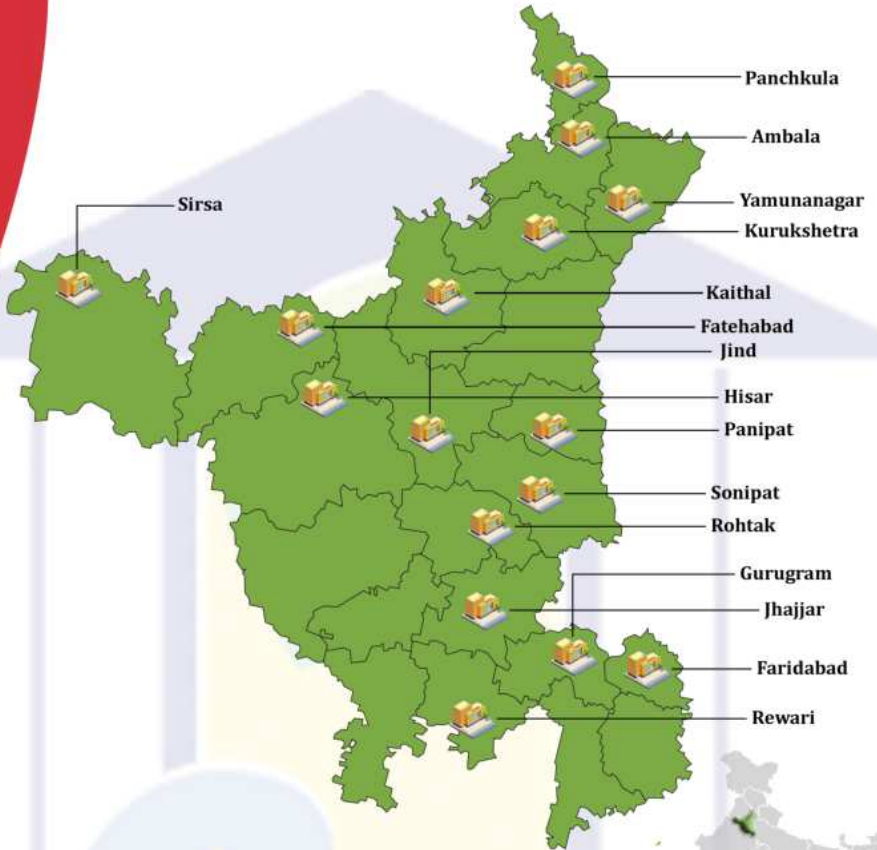 Panchkula
Ambala
Yamunanagar
Sirsa
Kurukshetra
Kaithal
Fatehabad
Jind
Hisar
Panipat
Sonipat
Rohtak
Gurugram
Jhajjar
Faridabad
Rewari